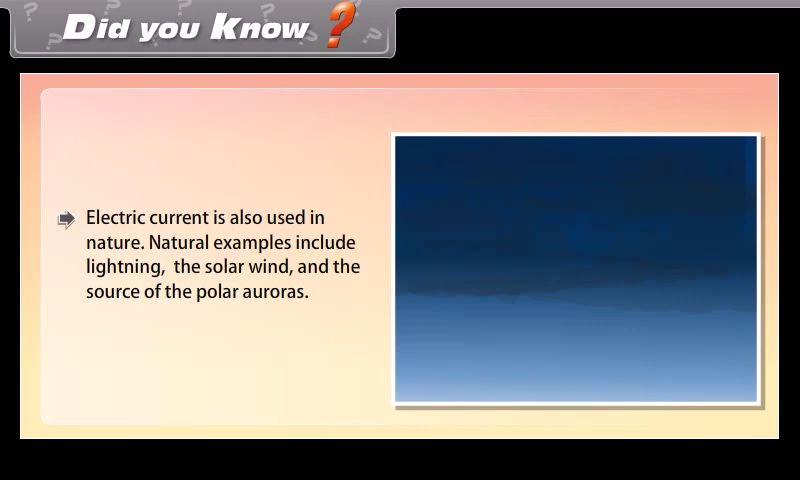 Did you Know ?
Electric current is also used in
nature. Natural examples include
lightning,  the solar wind, and the
source of the polar auroras.